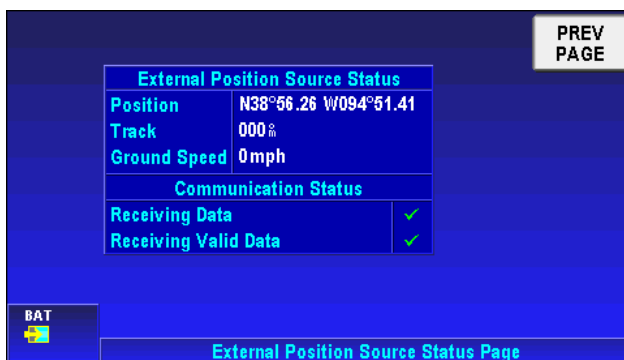 PREV
PAGE
External Position Source Status
Position N38°56.26 W094°51.41
Track 000°m
Ground Speed 0mph
Communication Status
Receiving Data ✓
Receiving Valid Data ✓
BAT
External Position Source Status Page